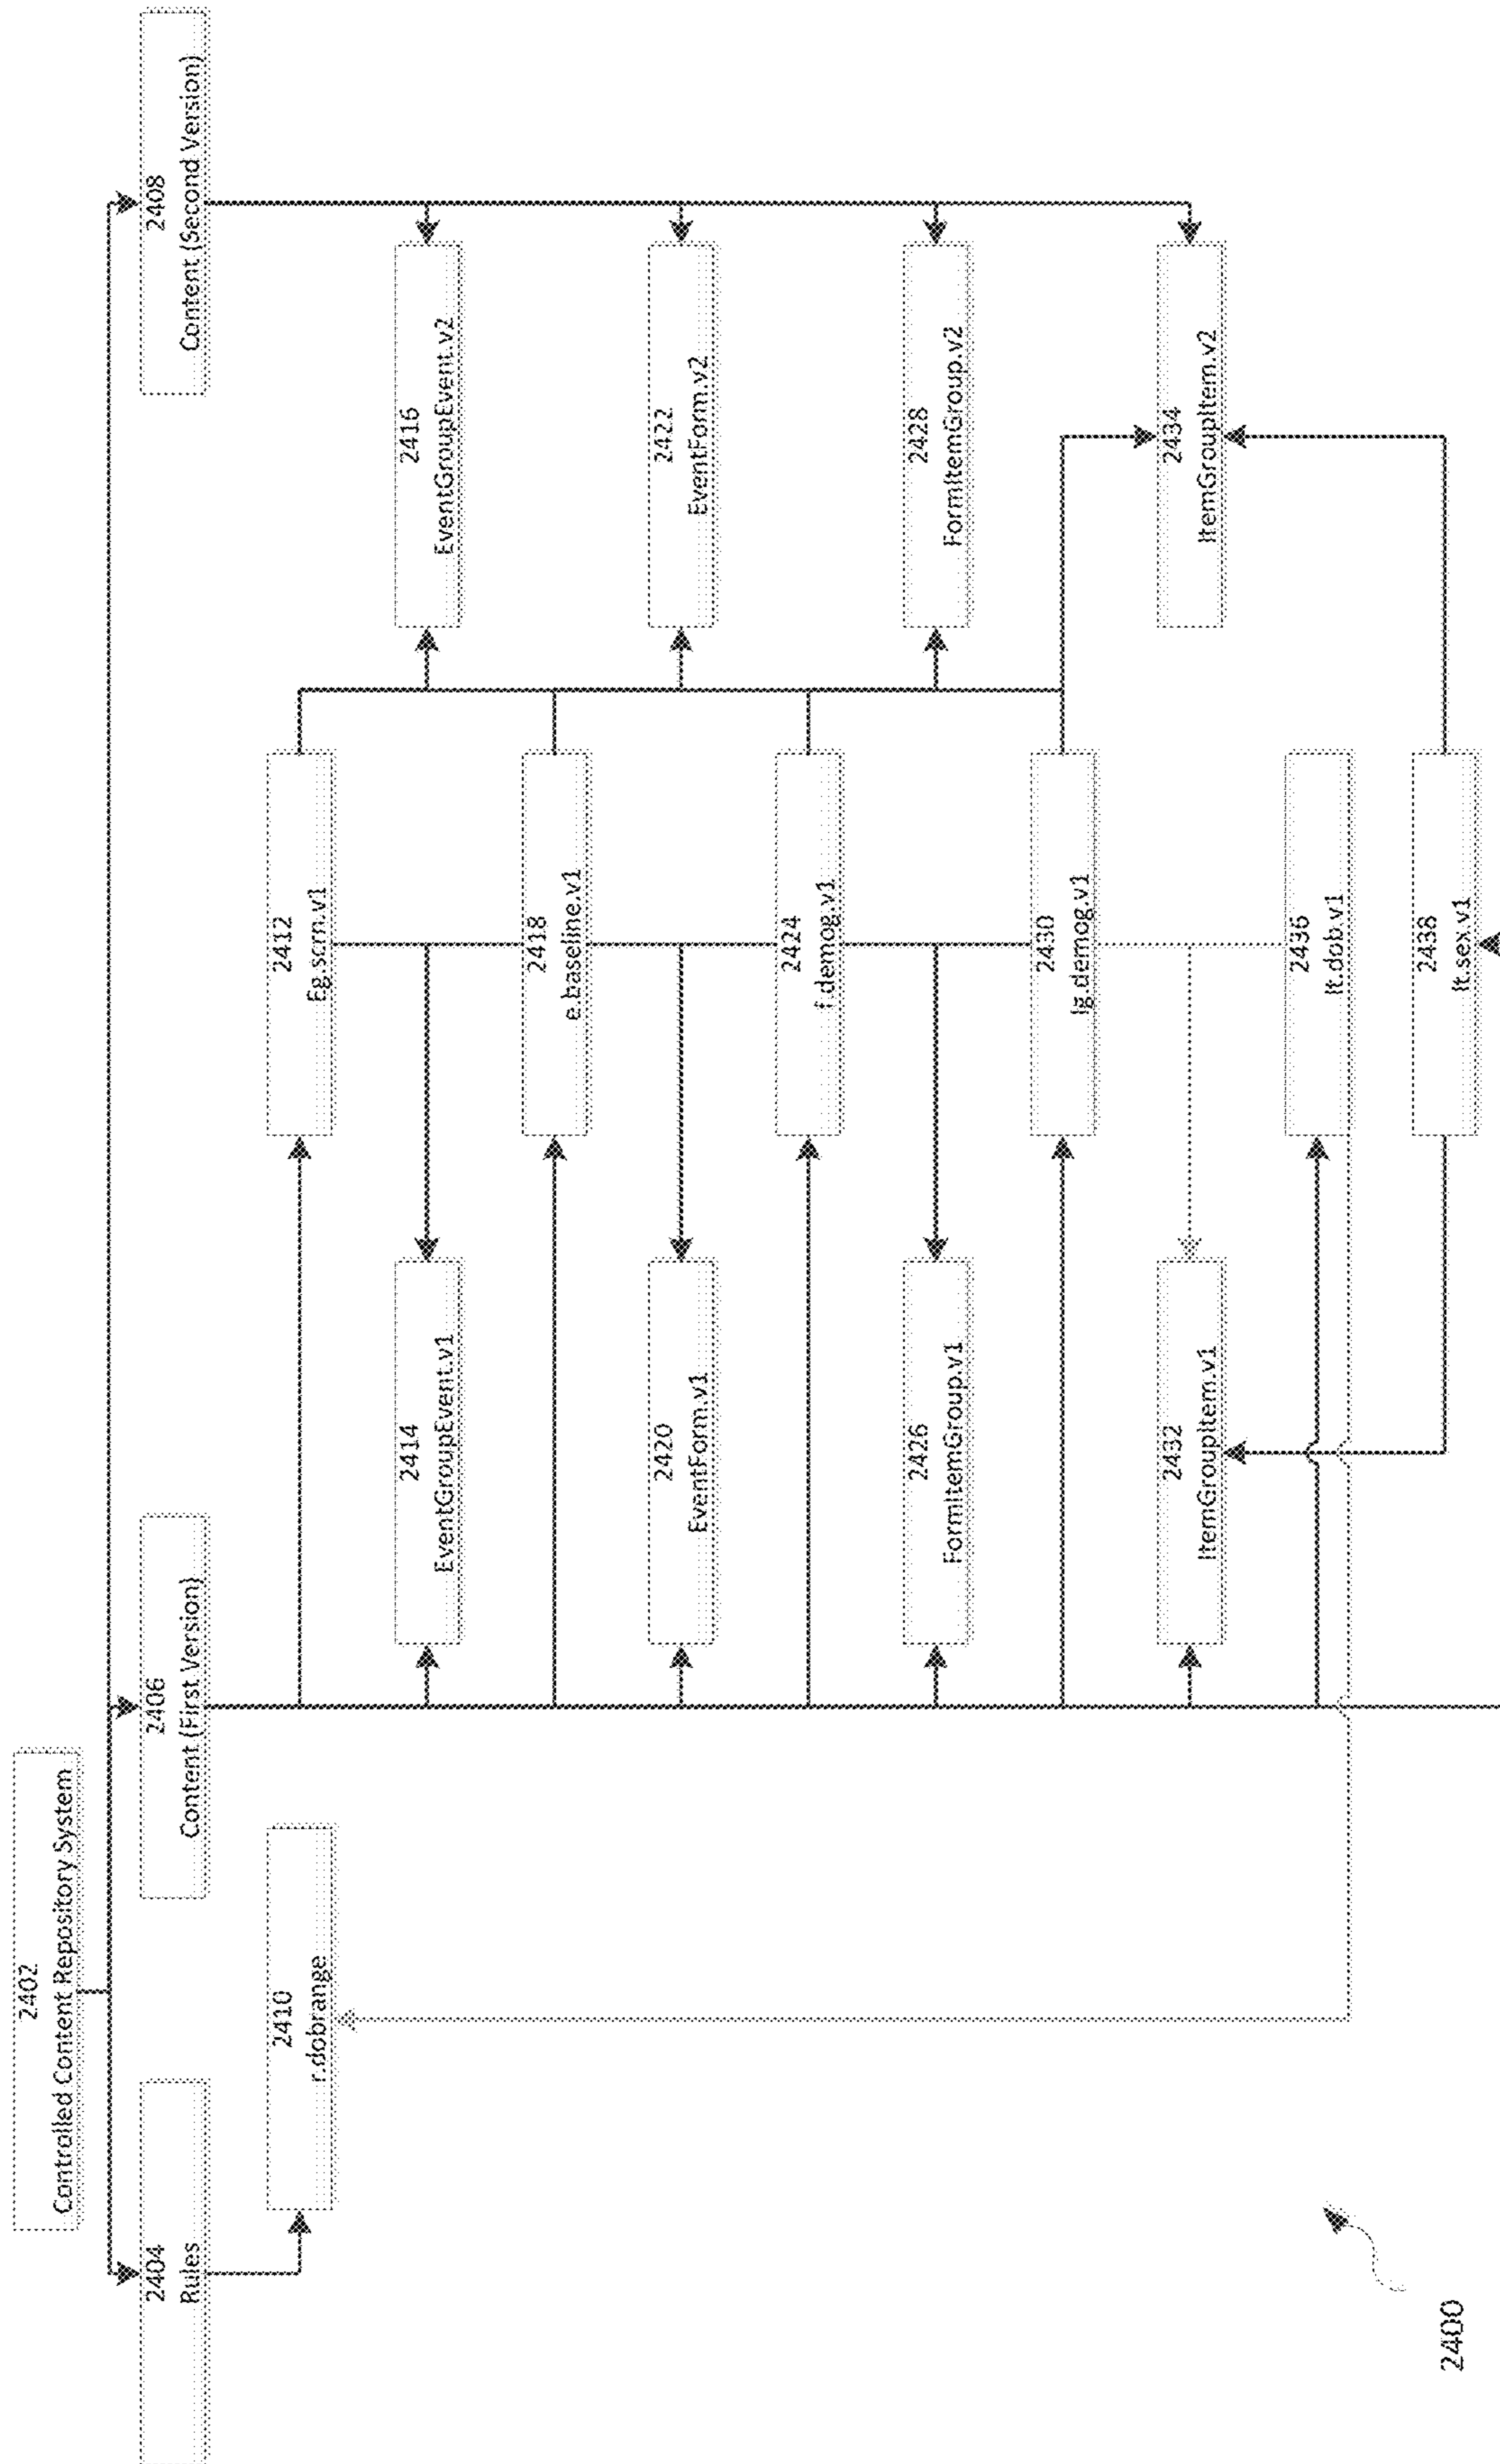 2402
Controlled Content Repository System
2404
Rules
2406
Content (First Version)
2408
Content (Second Version)
2410
r.dobrange
2412
Eg.scrn.v1
2414
EventGroupEvent.v1
2416
EventGroupEvent.v2
2418
e.baseline.v1
2420
EventForm.v1
2422
EventForm.v2
2424
f.demog.v1
2426
FormItemGroup.v1
2428
FormItemGroup.v2
2430
Ig.demog.v1
2432
ItemGroupItem.v1
2434
ItemGroupItem.v2
2436
It.dob.v1
2438
It.sex.v1
2400